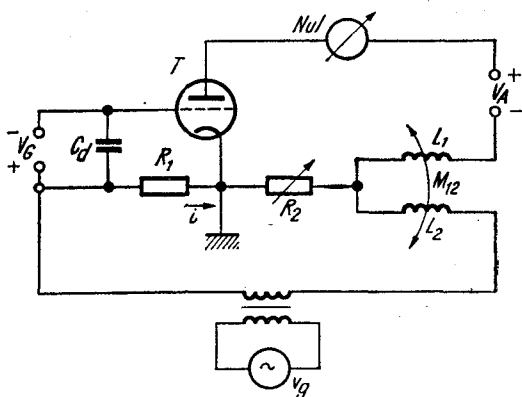 Nul
T
+
V_A
-
-
V_G
+
C_d
R_1
i
R_2
L_1
M_12
L_2
~
v_g